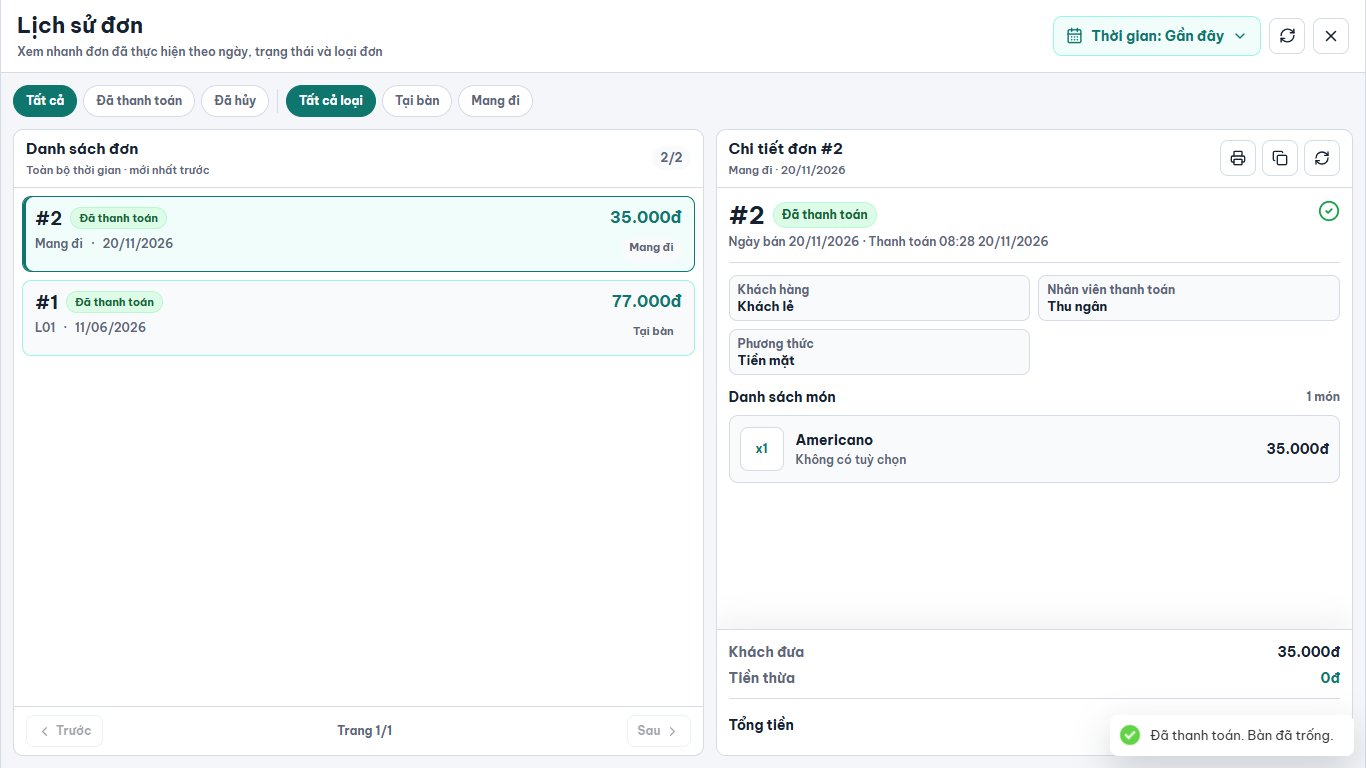 Lịch sử đơn
Xem nhanh đơn đã thực hiện theo ngày, trạng thái và loại đơn
Thời gian: Gần đây
Tất cả
Đã thanh toán
Đã hủy
Tất cả loại
Tại bàn
Mang đi
Danh sách đơn
Toàn bộ thời gian · mới nhất trước
2/2
#2 Đã thanh toán 35.000đ
Mang đi · 20/11/2026 Mang đi
#1 Đã thanh toán 77.000đ
L01 · 11/06/2026 Tại bàn
Trước
Trang 1/1
Sau
Chi tiết đơn #2
Mang đi · 20/11/2026
#2 Đã thanh toán
Ngày bán 20/11/2026 · Thanh toán 08:28 20/11/2026
Khách hàng
Khách lẻ
Nhân viên thanh toán
Thu ngân
Phương thức
Tiền mặt
Danh sách món 1 món
x1
Americano
Không có tuỳ chọn
35.000đ
Khách đưa 35.000đ
Tiền thừa 0đ
Tổng tiền
Đã thanh toán. Bàn đã trống.